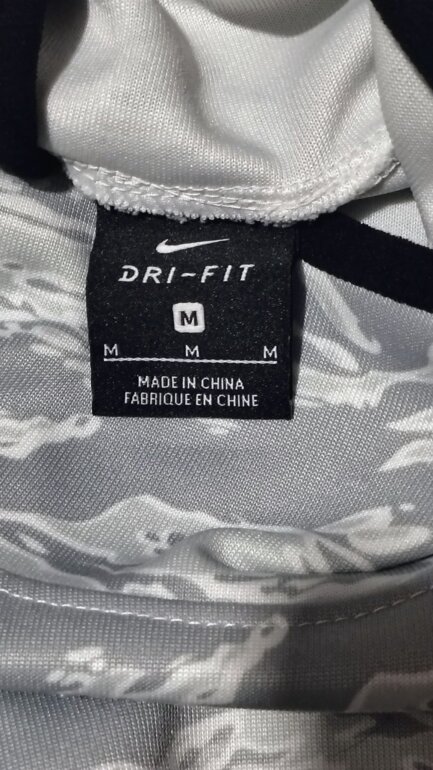 DRI-FIT
M
M M M
MADE IN CHINA
FABRIQUE EN CHINE